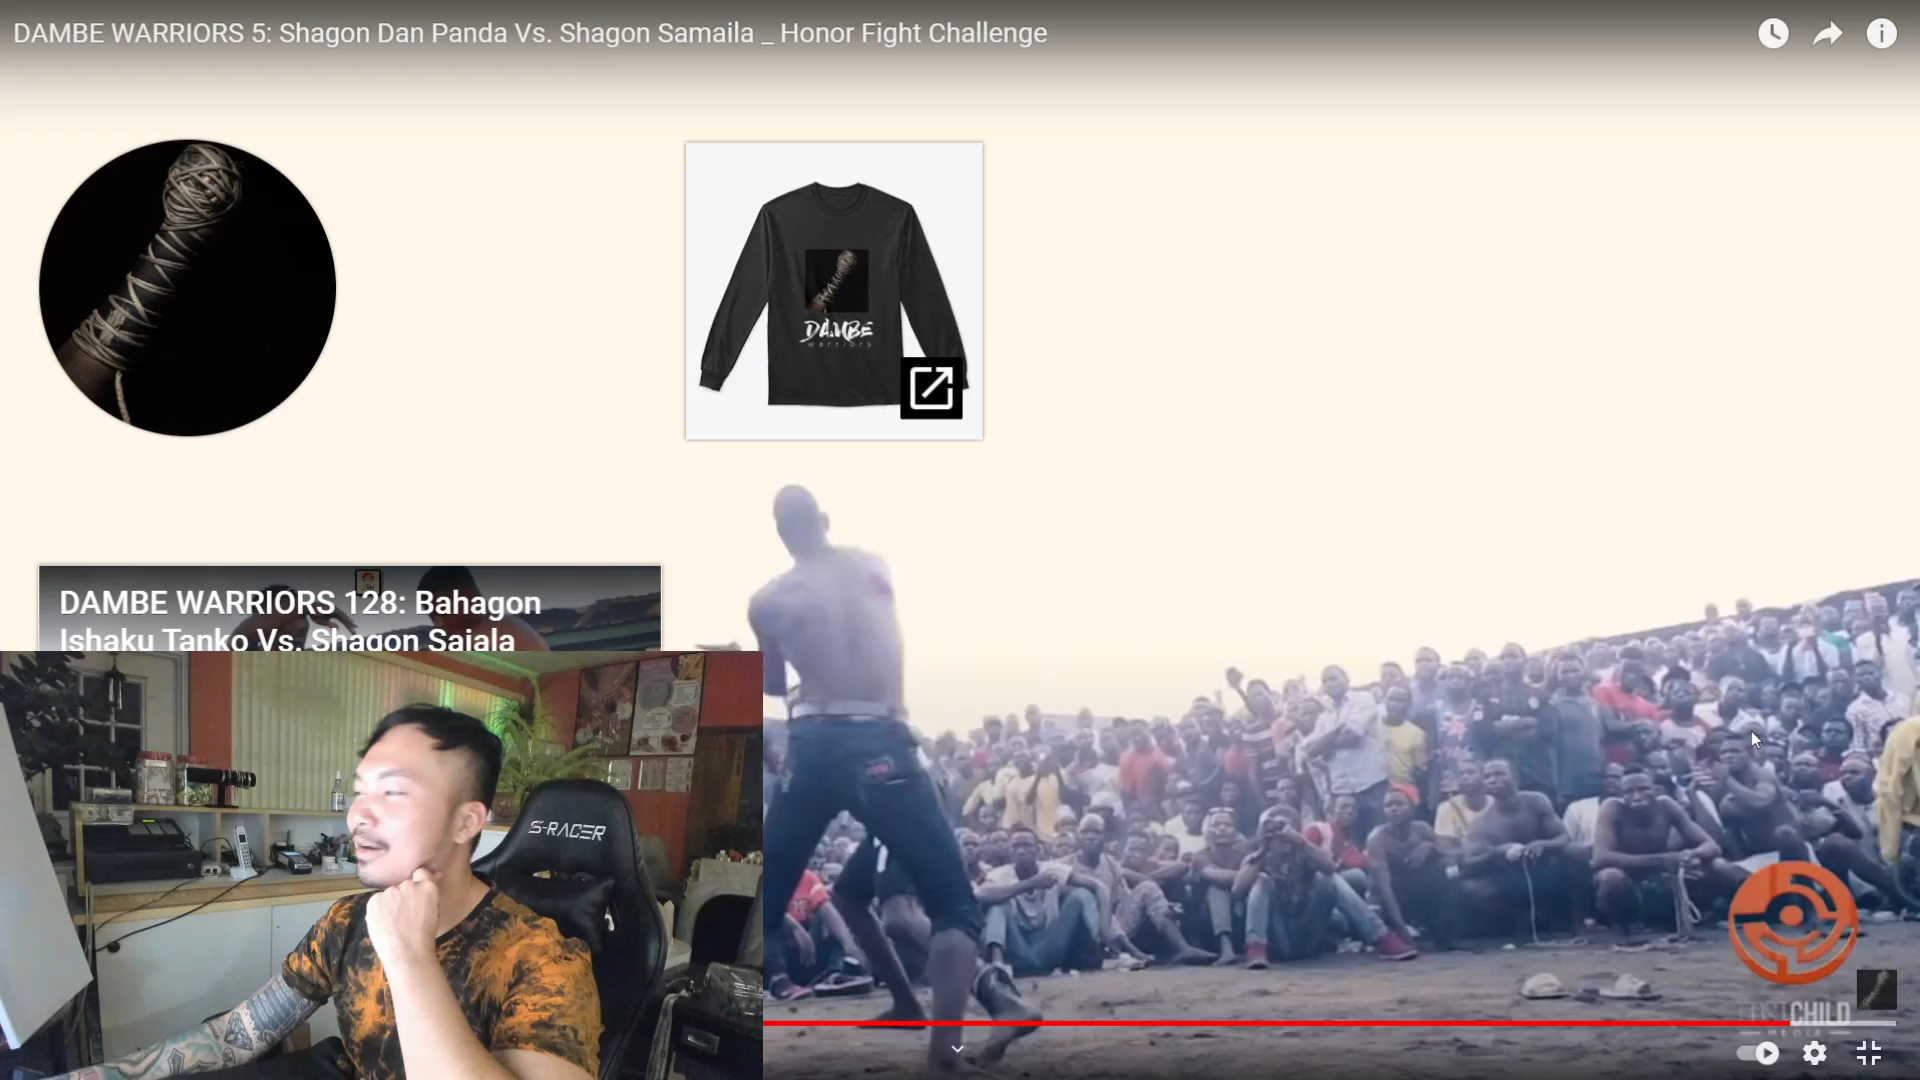 DAMBE WARRIORS 5: Shagon Dan Panda Vs. Shagon Samaila _ Honor Fight Challenge
DAMBE
warriors
DAMBE WARRIORS 128: Bahagon
Ishaku Tanko Vs. Shagon Sajala
S-RACER
LOSTCHILD